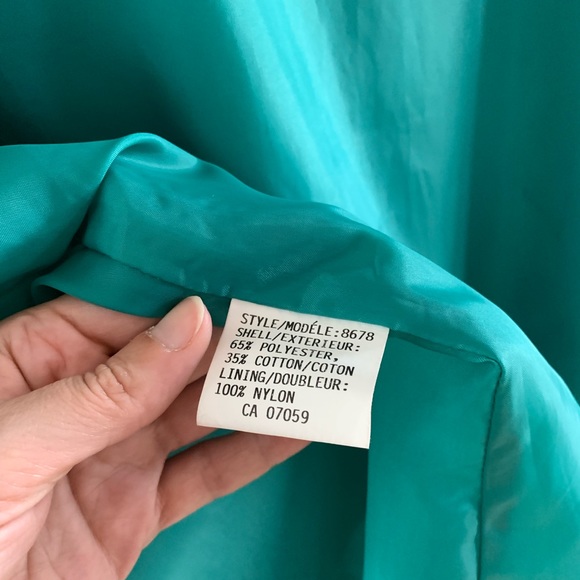 STYLE/MODÉLE:8678
SHELL/EXTERIEUR:
65% POLYESTER,
35% COTTON/COTON
LINING/DOUBLEUR:
100% NYLON
CA 07059